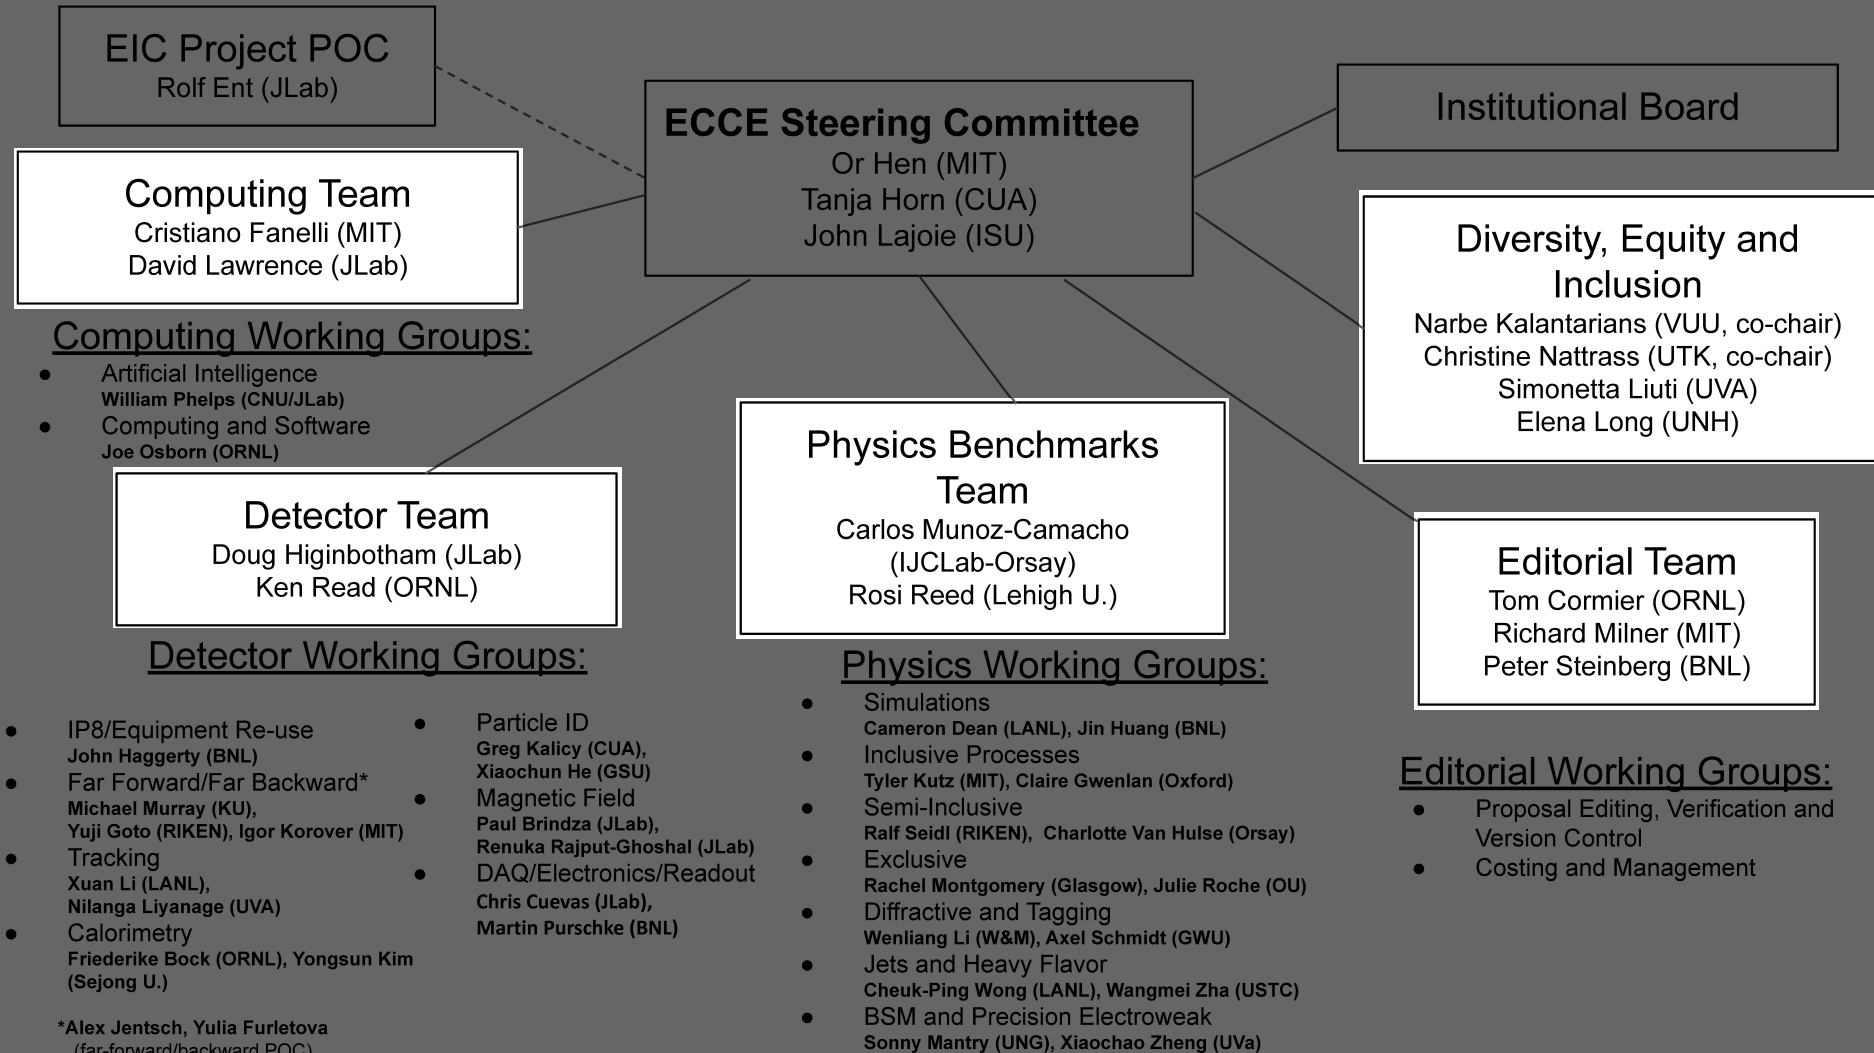 EIC Project POC
Rolf Ent (JLab)
ECCE Steering Committee
Or Hen (MIT)
Tanja Horn (CUA)
John Lajoie (ISU)
Institutional Board
Computing Team
Cristiano Fanelli (MIT)
David Lawrence (JLab)
Diversity, Equity and
Inclusion
Narbe Kalantarians (VUU, co-chair)
Christine Nattrass (UTK, co-chair)
Simonetta Liuti (UVA)
Elena Long (UNH)
Computing Working Groups:
● Artificial Intelligence
William Phelps (CNU/JLab)
● Computing and Software
Joe Osborn (ORNL)
Detector Team
Doug Higinbotham (JLab)
Ken Read (ORNL)
Physics Benchmarks
Team
Carlos Munoz-Camacho
(IJCLab-Orsay)
Rosi Reed (Lehigh U.)
Editorial Team
Tom Cormier (ORNL)
Richard Milner (MIT)
Peter Steinberg (BNL)
Detector Working Groups:
● IP8/Equipment Re-use
John Haggerty (BNL)
● Far Forward/Far Backward*
Michael Murray (KU),
Yuji Goto (RIKEN), Igor Korover (MIT)
● Tracking
Xuan Li (LANL),
Nilanga Liyanage (UVA)
● Calorimetry
Friederike Bock (ORNL), Yongsun Kim
(Sejong U.)
*Alex Jentsch, Yulia Furletova
(far-forward/backward POC)
● Particle ID
Greg Kalicy (CUA),
Xiaochun He (GSU)
● Magnetic Field
Paul Brindza (JLab),
Renuka Rajput-Ghoshal (JLab)
● DAQ/Electronics/Readout
Chris Cuevas (JLab),
Martin Purschke (BNL)
Physics Working Groups:
● Simulations
Cameron Dean (LANL), Jin Huang (BNL)
● Inclusive Processes
Tyler Kutz (MIT), Claire Gwenlan (Oxford)
● Semi-Inclusive
Ralf Seidl (RIKEN), Charlotte Van Hulse (Orsay)
● Exclusive
Rachel Montgomery (Glasgow), Julie Roche (OU)
● Diffractive and Tagging
Wenliang Li (W&M), Axel Schmidt (GWU)
● Jets and Heavy Flavor
Cheuk-Ping Wong (LANL), Wangmei Zha (USTC)
● BSM and Precision Electroweak
Sonny Mantry (UNG), Xiaochao Zheng (UVa)
Editorial Working Groups:
● Proposal Editing, Verification and
Version Control
● Costing and Management